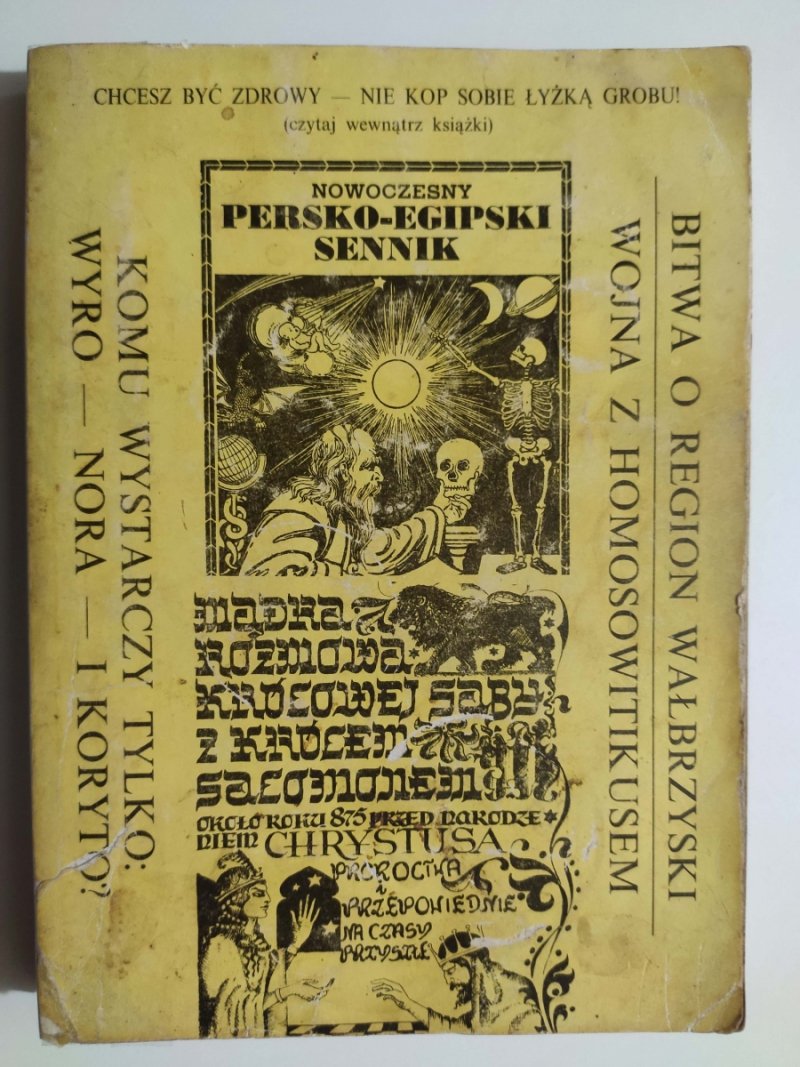 CHCESZ BYĆ ZDROWY — NIE KOP SOBIE ŁYŻKĄ GROBU!
(czytaj wewnątrz książki)
NOWOCZESNY
PERSKO-EGIPSKI
SENNIK
MĄDRA
ROZMOWA
KRÓLOWEJ SABY
Z KRÓLEM
SALOMONEM
OKOŁO ROKU 875 PRZED NARODZE
NIEM CHRYSTUSA
PROROCTWA
i
PRZEPOWIEDNIE
NA CZASY
PRZYSZŁE
KOMU WYSTARCZY TYLKO:
WYRO — NORA — I KORYTO?
BITWA O REGION WAŁBRZYSKI
WOJNA Z HOMOSOWITIKUSEM